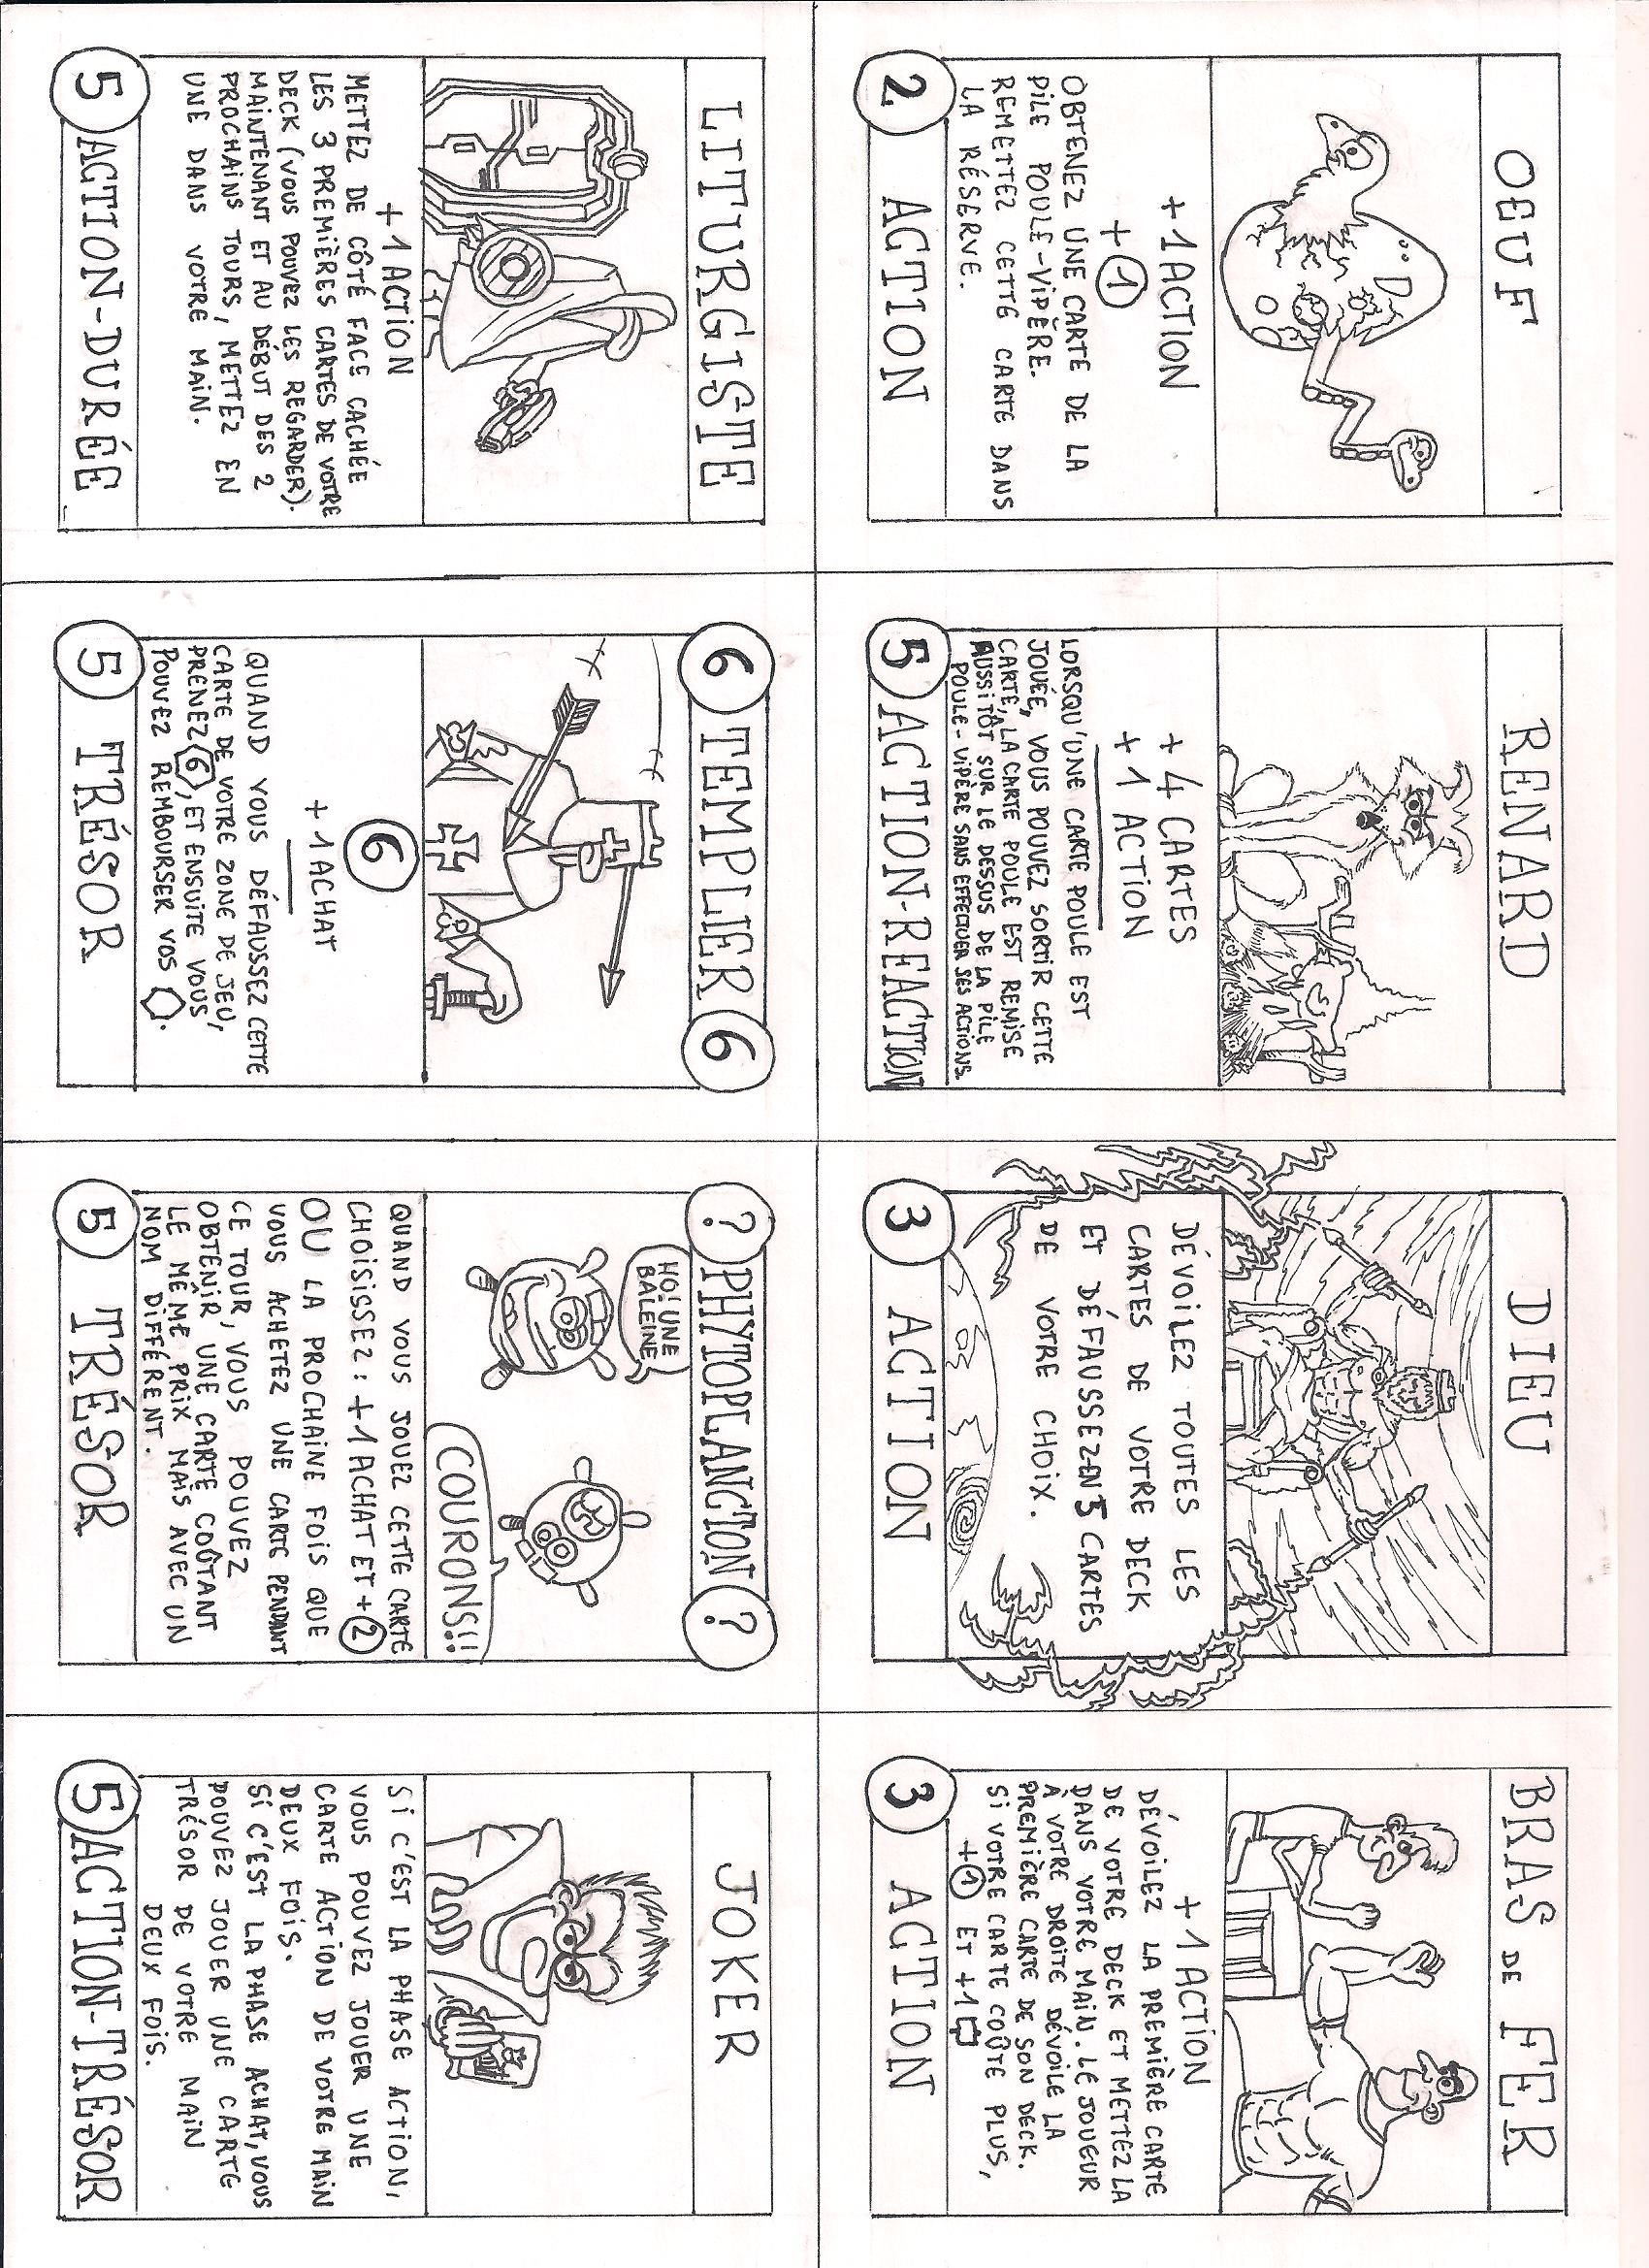 OEUF
+1 ACTION
+ 1
OBTENEZ UNE CARTE DE LA
PILE POULE-VIPÈRE.
REMETTEZ CETTE CARTE DANS
LA RÉSERVE.
2 ACTION
RENARD
+ 4 CARTES
+ 1 ACTION
LORSQU'UNE CARTE POULE EST
JOUÉE, VOUS POUVEZ SORTIR CETTE
CARTE, LA CARTE POULE EST REMISE
AUSSITÔT SUR LE DESSUS DE LA PILE
POULE-VIPÈRE SANS EFFECTUER SES ACTIONS.
5 ACTION-REACTION
DIEU
DÉVOILEZ TOUTES LES
CARTES DE VOTRE DECK
ET DÉFAUSSEZ-EN 5 CARTES
DE VOTRE CHOIX.
3 ACTION
BRAS DE FER
+ 1 ACTION
DÉVOILEZ LA PREMIÈRE CARTE
DE VOTRE DECK ET METTEZ LA
DANS VOTRE MAIN. LE JOUEUR
À VOTRE DROITE DÉVOILE LA
PREMIÈRE CARTE DE SON DECK.
SI VOTRE CARTE COÛTE PLUS,
+ 1 ET +1
3 ACTION
LITURGISTE
+ 1 ACTION
METTEZ DE CÔTÉ FACE CACHÉE
LES 3 PREMIÈRES CARTES DE VOTRE
DECK (VOUS POUVEZ LES REGARDER).
MAINTENANT ET AU DÉBUT DES 2
PROCHAINS TOURS, METTEZ EN
UNE DANS VOTRE MAIN.
5 ACTION-DURÉE
6 TEMPLIER 6
6
+ 1 ACHAT
QUAND VOUS DÉFAUSSEZ CETTE
CARTE DE VOTRE ZONE DE JEU,
PRENEZ 6, ET ENSUITE VOUS
POUVEZ REMBOURSER VOS .
5 TRÉSOR
? PHYTOPLANCTON ?
HO! UNE
BALEINE
COURONS!!
QUAND VOUS JOUEZ CETTE CARTE
CHOISISSEZ : +1 ACHAT ET + 2
OU LA PROCHAINE FOIS QUE
VOUS ACHETEZ UNE CARTE PENDANT
CE TOUR, VOUS POUVEZ
OBTENIR UNE CARTE COÛTANT
LE MÊME PRIX MAIS AVEC UN
NOM DIFFÉRENT.
5 TRÉSOR
JOKER
SI C'EST LA PHASE ACTION,
VOUS POUVEZ JOUER UNE
CARTE ACTION DE VOTRE MAIN
DEUX FOIS.
SI C'EST LA PHASE ACHAT, VOUS
POUVEZ JOUER UNE CARTE
TRÉSOR DE VOTRE MAIN
DEUX FOIS.
5 ACTION-TRÉSOR